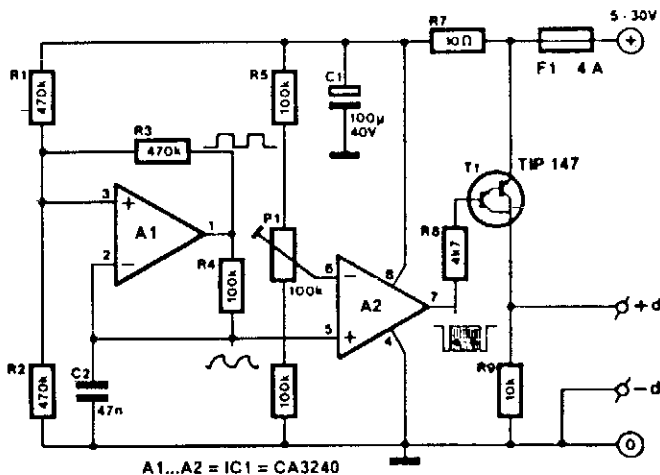 5-30V
R7
10Ω
F1 4A
+
R1
470k
R5
100k
C1
100µ
40V
R3
470k
T1
TIP 147
3
+
A1
1
2
−
P1
100k
R4
100k
6
−
8
A2
7
R8
4k7
5
+
4
+d
R2
470k
C2
47n
100k
R9
10k
-d
0
A1...A2 = IC1 = CA3240